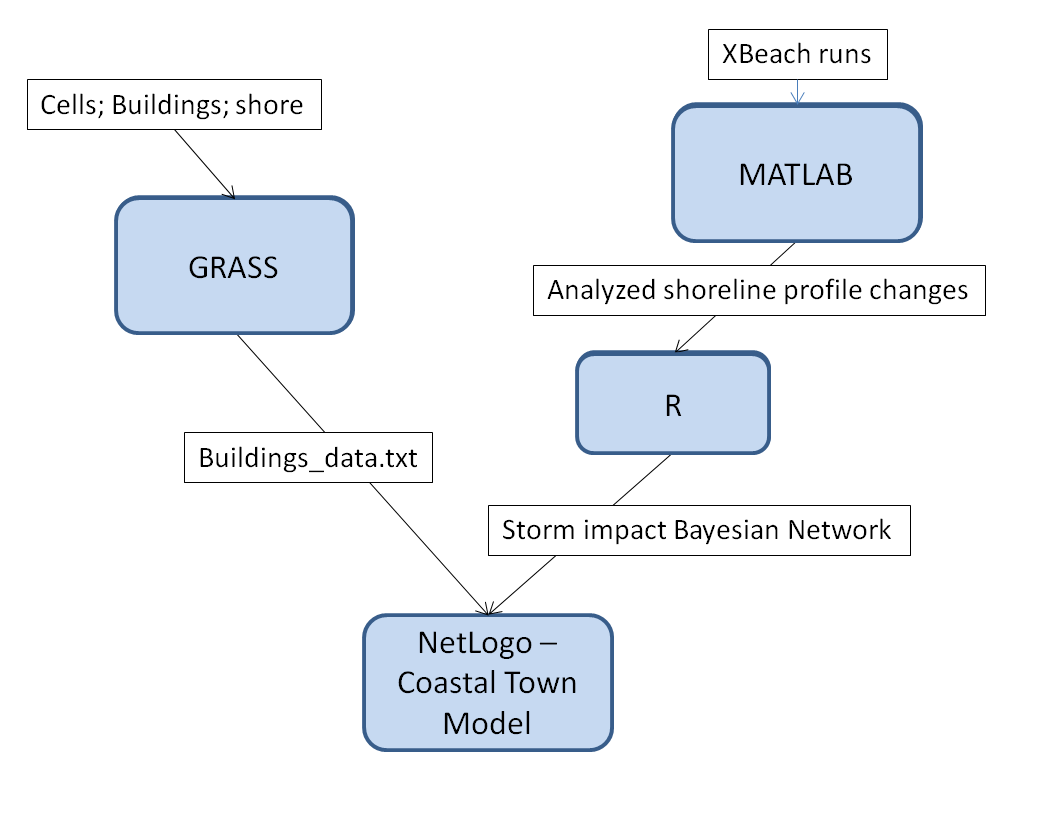 XBeach runs
Cells; Buildings; shore
MATLAB
GRASS
Analyzed shoreline profile changes
R
Buildings_data.txt
Storm impact Bayesian Network
NetLogo –
Coastal Town
Model